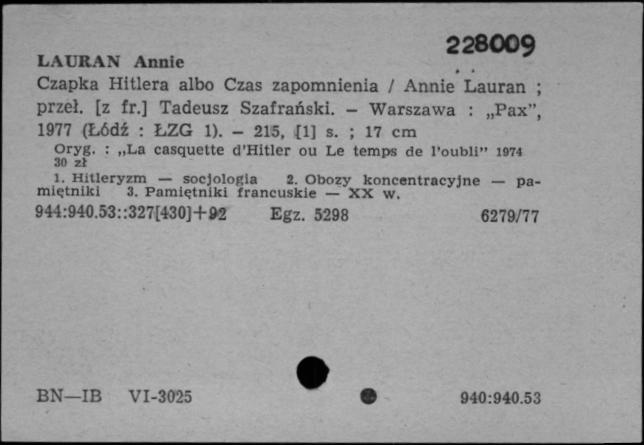 228009
LAURAN Annie
Czapka Hitlera albo Czas zapomnienia / Annie Lauran ;
przeł. [z fr.] Tadeusz Szafrański. — Warszawa : „Pax”,
1977 (Łódź : ŁZG 1). — 215, [1] s. ; 17 cm
Oryg. : „La casquette d'Hitler ou Le temps de l'oubli” 1974
30 zł
1. Hitleryzm — socjologia 2. Obozy koncentracyjne — pa-
miętniki 3. Pamiętniki francuskie — XX w.
944:940.53::327[430]+92 Egz. 5298 6279/77
BN—IB VI-3025 940:940.53